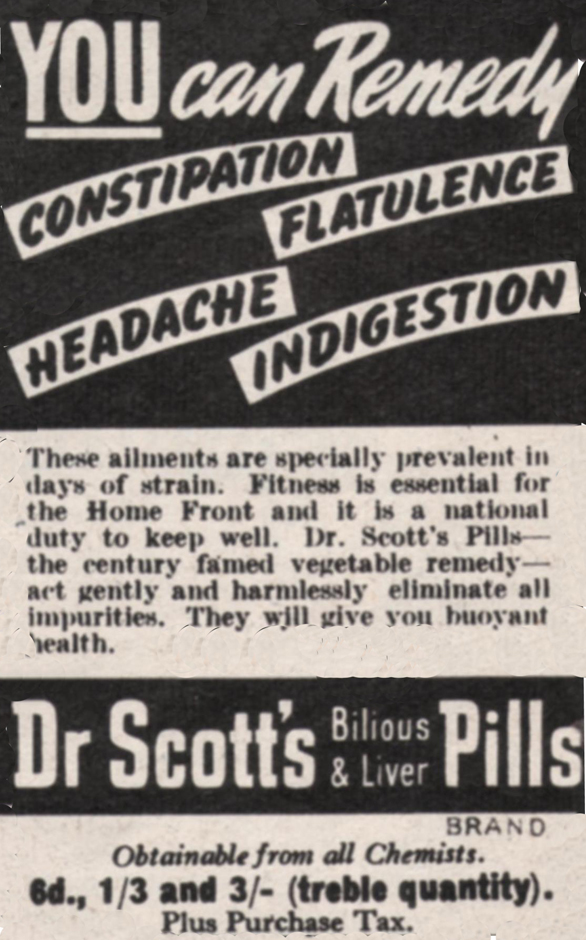 YOU can Remedy
CONSTIPATION
FLATULENCE
HEADACHE
INDIGESTION
These ailments are specially prevalent in
days of strain. Fitness is essential for
the Home Front and it is a national
duty to keep well. Dr. Scott's Pills—
the century famed vegetable remedy—
act gently and harmlessly eliminate all
impurities. They will give you buoyant
health.
Dr Scott's Bilious & Liver Pills
BRAND
Obtainable from all Chemists.
6d., 1/3 and 3/- (treble quantity).
Plus Purchase Tax.